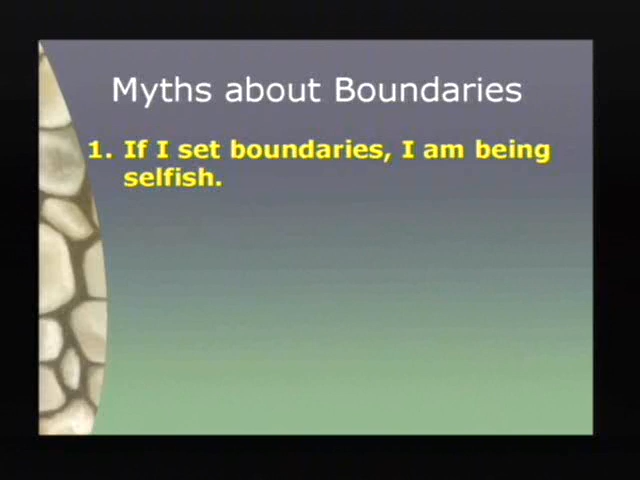 Myths about Boundaries
1. If I set boundaries, I am being
selfish.